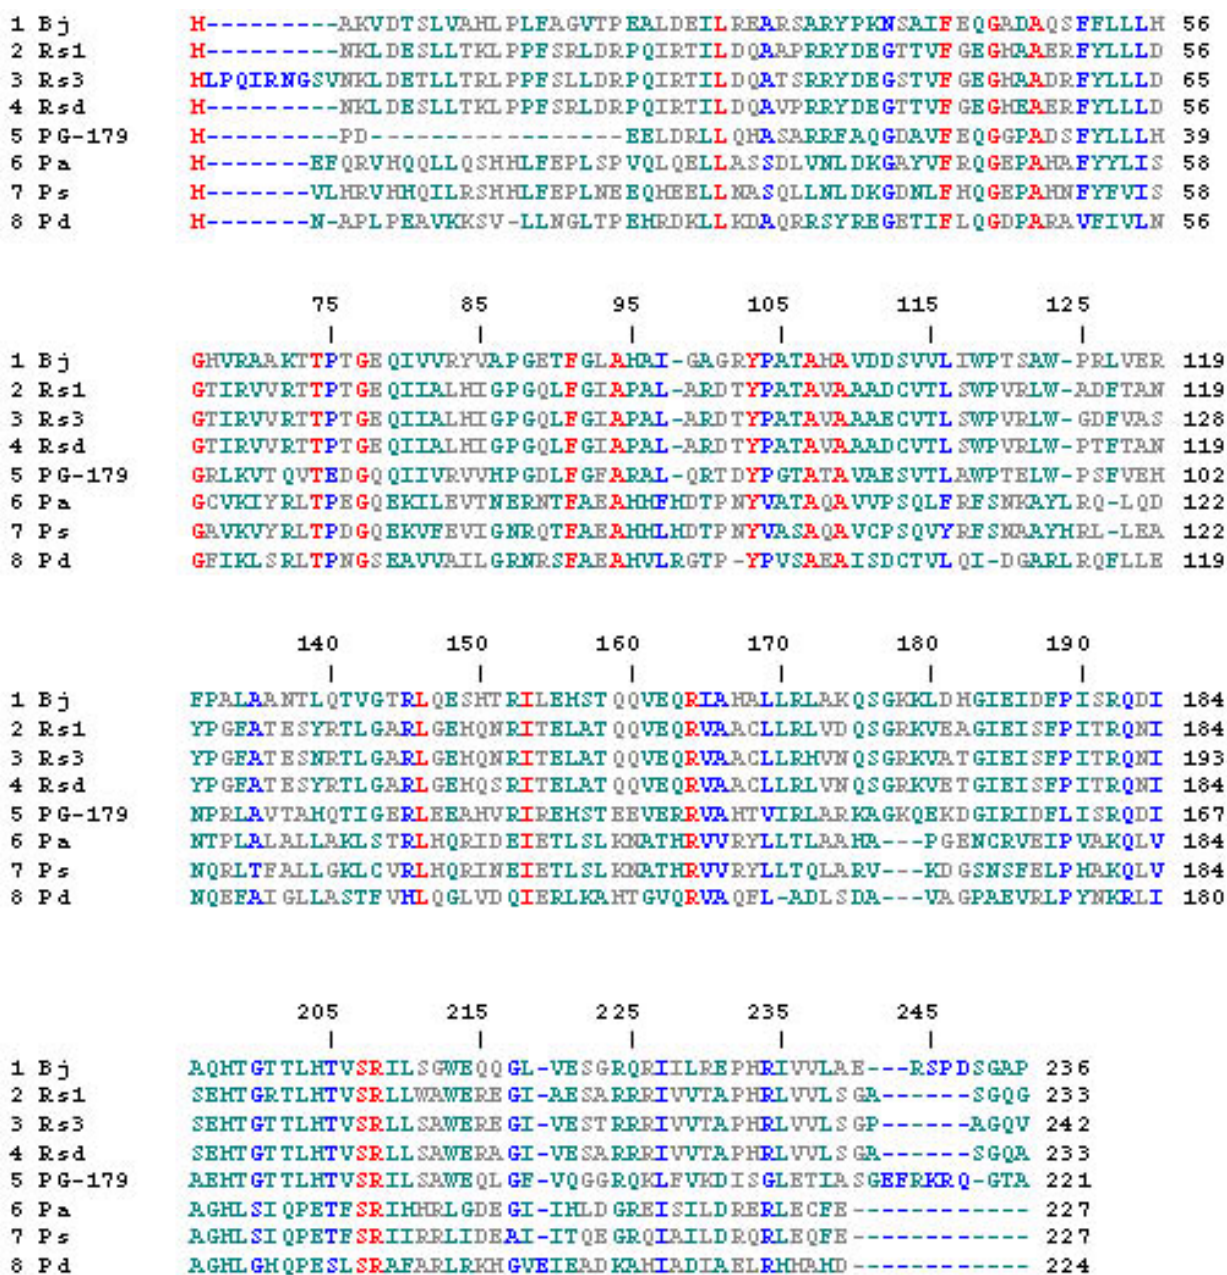 1 Bj H---------AKVDTSLVAHLPLFAGVTPEALDEILREARSARYPKNSAIFEQGADAQSFFLLLH 56
2 Rs1 H---------NKLDESLLTKLPPFSRLDRPQIRTILDQAAPRRYDEGTTVFGEGHAAERFYLLLD 56
3 Rs3 HLPQIRNGSVNKLDETLLTRLPPFSLLDRPQIRTILDQATSRRYDEGSTVFGEGHAADRFYLLLD 65
4 Rsd H---------NKLDESLLTKLPPFSRLDRPQIRTILDQAVPRRYDEGTTVFGEGHEAERFYLLLD 56
5 PG-179 H---------PD-----------------EELDRLLQHASARRFAQGDAVFEQGGPADSFYLLLH 39
6 Pa H-------EFQRVHQQLLQSHHLFEPLSPVQLQELLASSDLVNLDKGAYVFRQGEPAHAFYYLIS 58
7 Ps H-------VLHRVHHQILRSHHLFEPLNEEQHEELLNASQLLNLDKGDNLFHQGEPAHNFYFVIS 58
8 Pd H-------N-APLPEAVKKSV-LLNGLTPEHRDKLLKDAQRRSYREGETIFLQGDPARAVFIVLN 56
75 85 95 105 115 125
1 Bj GHVRAAKTTPTGEQIVVRYVAPGETFGLAHAI-GAGRYPATAHAVDDSVVLIWPTSAW-PRLVER 119
2 Rs1 GTIRVVRTTPTGEQIIALHIGPGQLFGIAPAL-ARDTYPATAVAAADCVTLSWPVRLW-ADFTAN 119
3 Rs3 GTIRVVRTTPTGEQIIALHIGPGQLFGIAPAL-ARDTYPATAVAAAECVTLSWPVRLW-GDFVAS 128
4 Rsd GTIRVVRTTPTGEQIIALHIGPGQLFGIAPAL-ARDTYPATAVAAADCVTLSWPVRLW-PTFTAN 119
5 PG-179 GRLKVTQVTEDGQQIIVRVVHPGDLFGFARAL-QRTDYPGTATAVAESVTLAWPTELW-PSFVEH 102
6 Pa GCVKIYRLTPEGQEKILEVTNERNTFAEAHHFHDTPNYVATAQAVVPSQLFRFSNKAYLRQ-LQD 122
7 Ps GAVKVYRLTPDGQEKVFEVIGNRQTFAEAHHLHDTPNYVASAQAVCPSQVYRFSNAAYHRL-LEA 122
8 Pd GFIKLSRLTPNGSEAVVAILGRNRSFAEAHVLRGTP-YPVSAEAISDCTVLQI-DGARLRQFLLE 119
140 150 160 170 180 190
1 Bj FPALAANTLQTVGTRLQESHTRILEHSTQQVEQRIAHALLRLAKQSGKKLDHGIEIDFPISRQDI 184
2 Rs1 YPGFATESYRTLGARLGEHQNRITELATQQVEQRVAACLLRLVDQSGRKVEAGIEISFPITRQNI 184
3 Rs3 YPGFATESNRTLGARLGEHQNRITELATQQVEQRVAACLLRHVNQSGRKVATGIEISFPITRQNI 193
4 Rsd YPGFATESYRTLGARLGEHQSRITELATQQVEQRVAACLLRLVNQSGRKVETGIEISFPITRQNI 184
5 PG-179 NPRLAVTAHQTIGERLEEAHVRIREHSTEEVERRVAHTVIRLARKAGKQEKDGIRIDFLISRQDI 167
6 Pa NTPLALALLAKLSTRLHQRIDEIETLSLKNATHRVVRYLLTLAAHA---PGENCRVEIPVAKQLV 184
7 Ps NQRLTFALLGKLCVRLHQRINEIETLSLKNATHRVVRYLLTQLARV---KDGSNSFELPHAKQLV 184
8 Pd NQEFAIGLLASTFVHLQGLVDQIERLKAHTGVQRVAQFL-ADLSDA---VAGPAEVRLPYNKRLI 180
205 215 225 235 245
1 Bj AQHTGTTLHTVSRILSGWEQQGL-VESGRQRIILREPHRIVVLAE---RSPDSGAP 236
2 Rs1 SEHTGRTLHTVSRLLWAWEREGI-AESARRRIVVTAPHRLVVLSGA------SGQG 233
3 Rs3 SEHTGTTLHTVSRLLSAWEREGI-VESTRRRIVVTAPHRLVVLSGP------AGQV 242
4 Rsd SEHTGTTLHTVSRLLSAWERAGI-VESARRRIVVTAPHRLVVLSGA------SGQA 233
5 PG-179 AEHTGTTLHTVSRILSAWEQLGF-VQGGRQKLFVKDISGLETIASGEFRKRQ-GTA 221
6 Pa AGHLSIQPETFSRIHHRLGDEGI-IHLDGREISILDRERLECFE------------ 227
7 Ps AGHLSIQPETFSRIIRRLIDEAI-ITQEGRQIAILDRQRLEQFE------------ 227
8 Pd AGHLGHQPESLSRAFARLRKHGVEIEADKAHIADIAELRHHAHD------------ 224